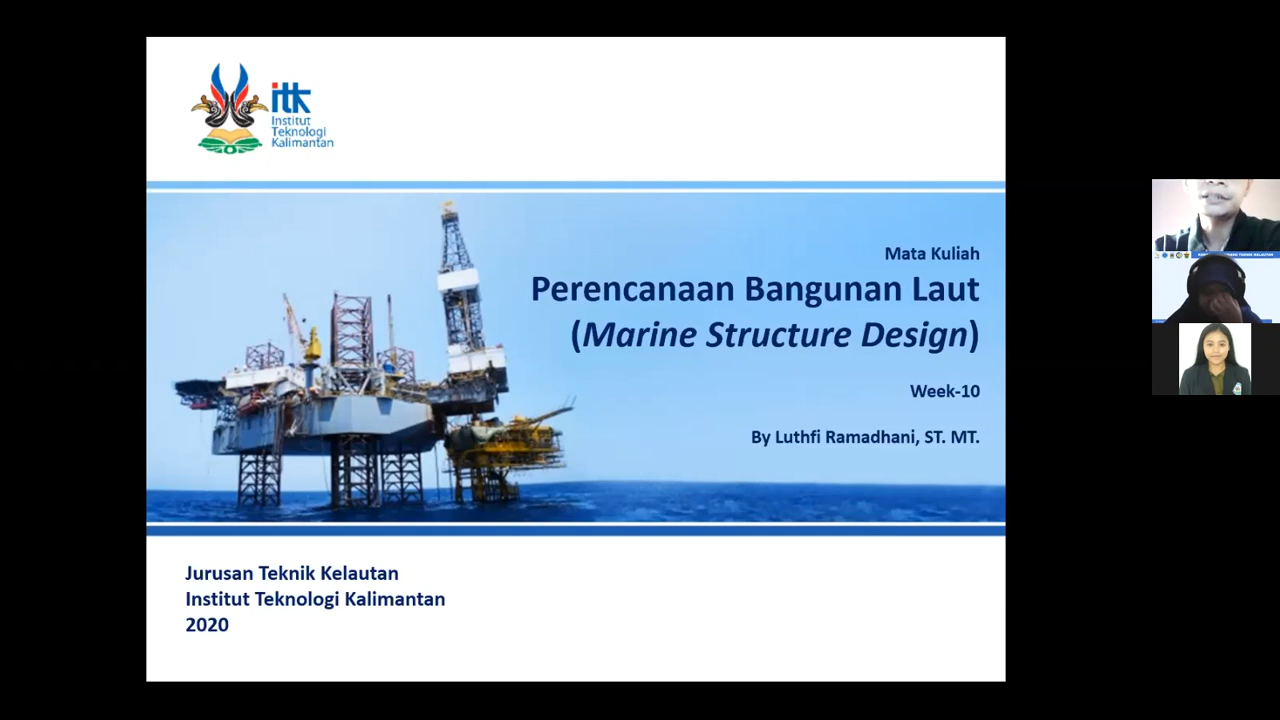 itk
Institut
Teknologi
Kalimantan
Mata Kuliah
Perencanaan Bangunan Laut
(Marine Structure Design)
Week-10
By Luthfi Ramadhani, ST. MT.
Jurusan Teknik Kelautan
Institut Teknologi Kalimantan
2020